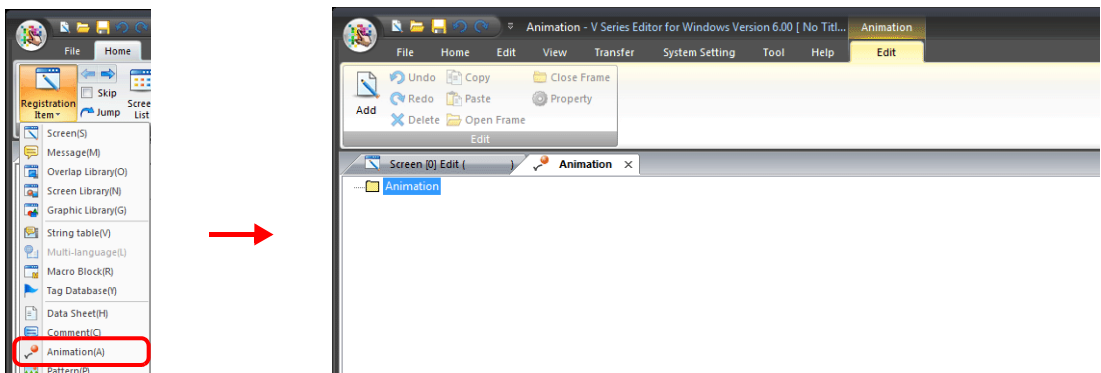 File Home
Registration Item
Skip
Jump
Scree
List
Screen(S)
Message(M)
Overlap Library(O)
Screen Library(N)
Graphic Library(G)
String table(V)
Multi-language(L)
Macro Block(R)
Tag Database(Y)
Data Sheet(H)
Comment(C)
Animation(A)
Pattern(P)
Animation - V Series Editor for Windows Version 6.00 [ No Titl... Animation
File Home Edit View Transfer System Setting Tool Help Edit
Add
Undo Copy Close Frame
Redo Paste Property
Delete Open Frame
Edit
Screen [0] Edit ( ) Animation ×
Animation